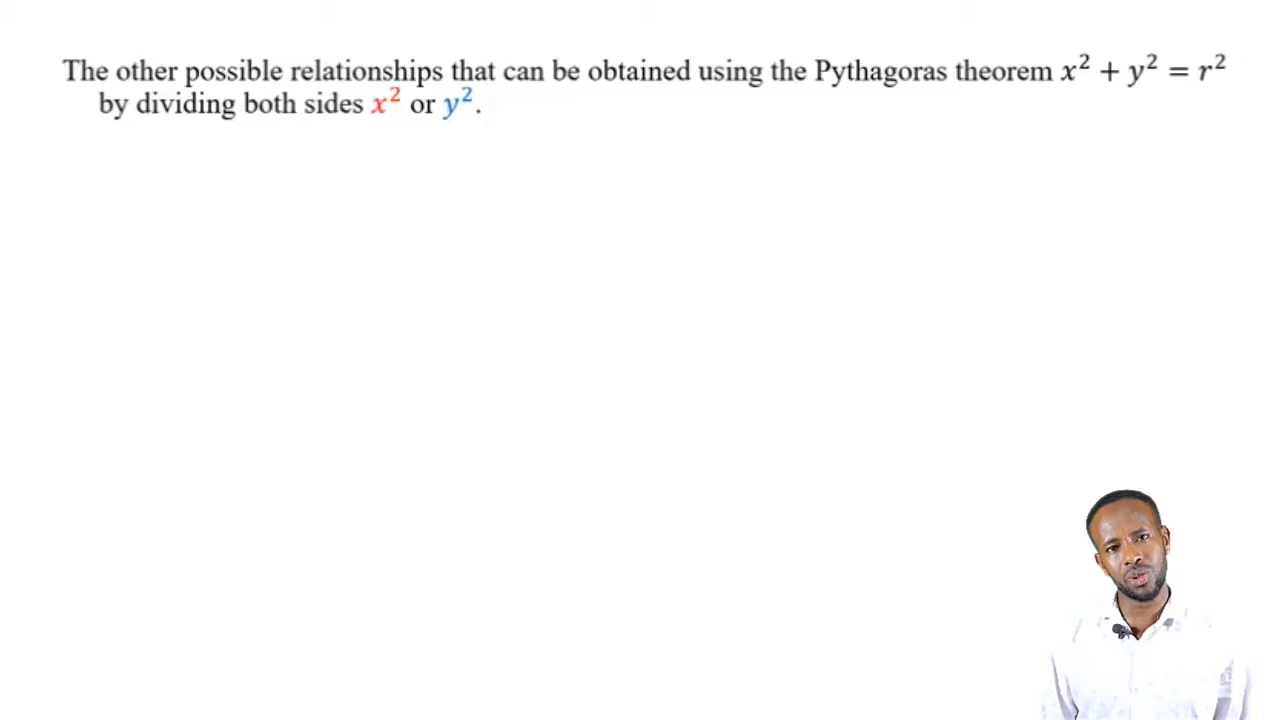 The other possible relationships that can be obtained using the Pythagoras theorem x² + y² = r²
by dividing both sides x² or y².